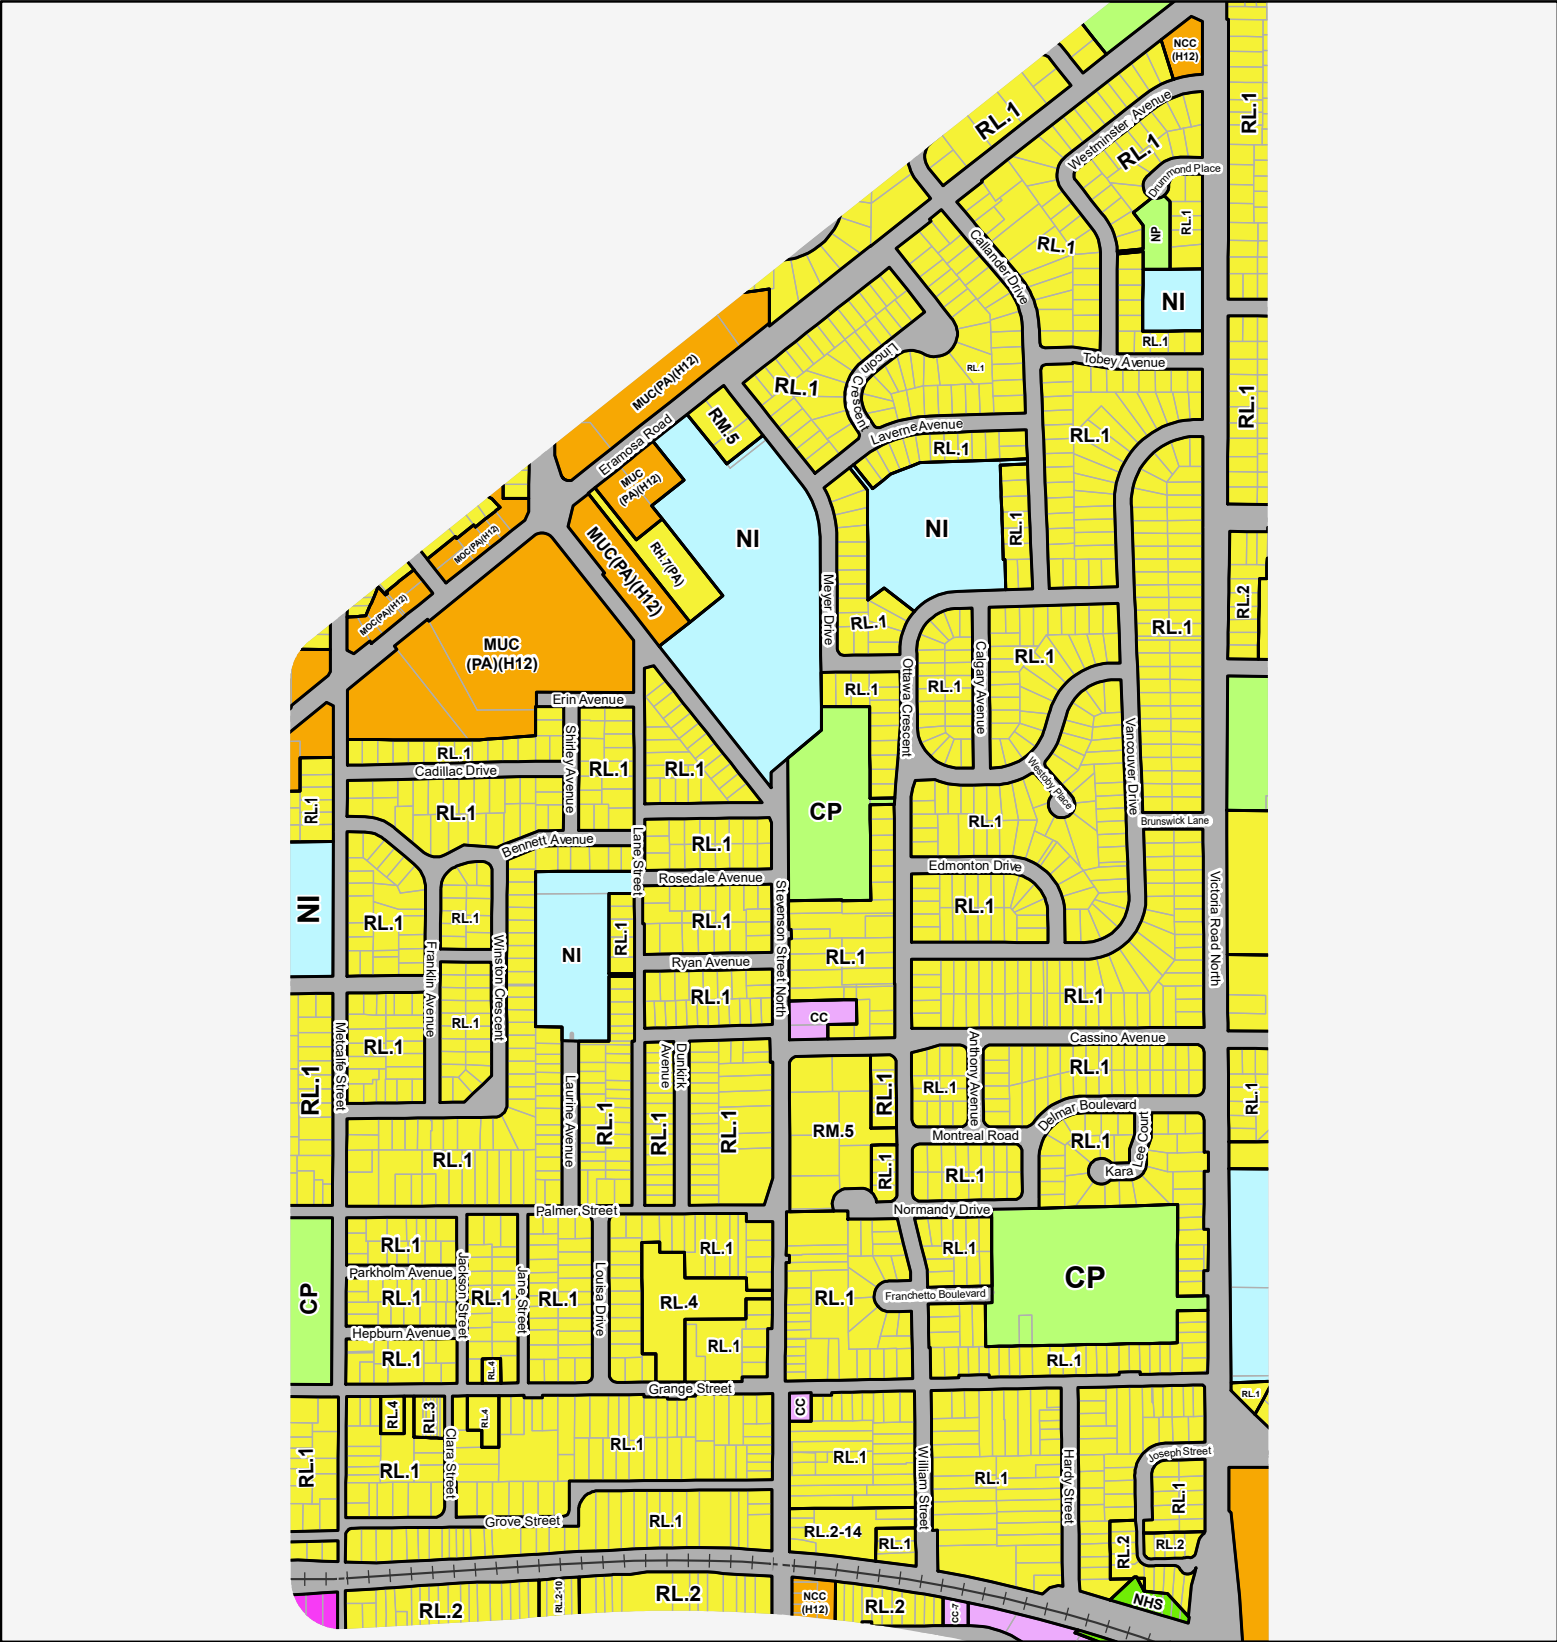 NCC
(H12)
RL.1
RL.1
Westminster Avenue
RL.1
Drummond Place
RL.1
NP
RL.1
Callander Drive
NI
RL.1
Tobey Avenue
MUC(PA)(H12)
Lincoln Crescent
RL.1
RL.1
RL.1
RM.5
Eramosa Road
Laverne Avenue
RL.1
RL.1
MUC
(PA)(H12)
MOC(PA)(H12)
NI
NI
RL.1
RH.7(PA)
MUC(PA)(H12)
MOC(PA)(H12)
Meyer Drive
RL.1
RL.2
RL.1
MUC
(PA)(H12)
RL.1
Calgary Avenue
RL.1
RL.1
RL.1
Ottawa Crescent
Erin Avenue
Shirley Avenue
RL.1
Cadillac Drive
RL.1
RL.1
Vancouver Drive
Westoby Place
RL.1
RL.1
CP
RL.1
Brunswick Lane
Bennett Avenue
Lane Street
RL.1
Edmonton Drive
Rosedale Avenue
Stevenson Street North
Victoria Road North
NI
RL.1
RL.1
RL.1
RL.1
RL.1
Franklin Avenue
Winston Crescent
NI
RL.1
Ryan Avenue
RL.1
RL.1
CC
RL.1
Cassino Avenue
Metcalfe Street
RL.1
RL.1
Dunkirk
Avenue
Anthony Avenue
RL.1
RL.1
RL.1
RL.1
RL.1
Delmar Boulevard
Laurine Avenue
RL.1
RL.1
RL.1
RM.5
Montreal Road
RL.1
Kara Lee Court
RL.1
RL.1
RL.1
Palmer Street
Normandy Drive
RL.1
RL.1
RL.1
Parkholm Avenue
Jackson Street
Jane Street
Louisa Drive
CP
CP
RL.1
RL.1
RL.1
RL.4
RL.1
Franchetto Boulevard
Hepburn Avenue
RL.1
RL.1
RL.4
RL.1
Grange Street
RL.1
RL.4
RL.3
RL.4
CC
RL.1
RL.1
Clara Street
RL.1
RL.1
William Street
RL.1
Hardy Street
Joseph Street
RL.1
Grove Street
RL.1
RL.2-14
RL.1
RL.2
RL.2
RL.2
RL.2-10
RL.2
NCC
(H12)
RL.2
CC-7
NHS